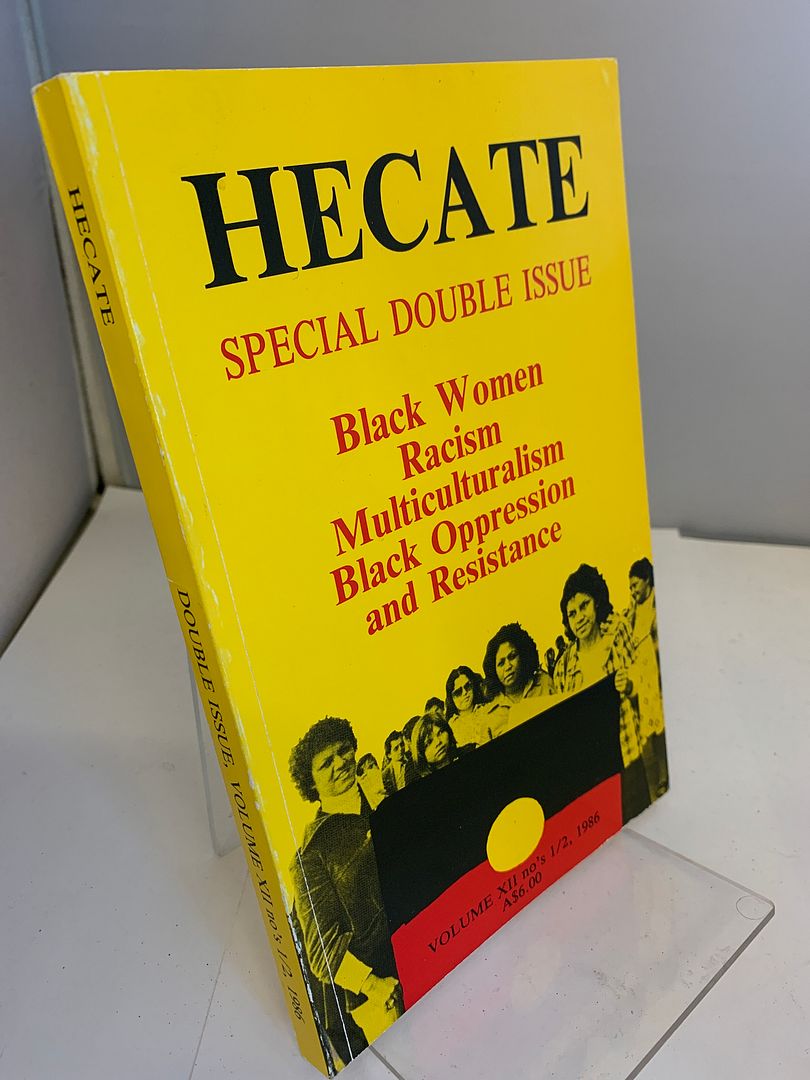 HECATE
SPECIAL DOUBLE ISSUE
Black Women
Racism
Multiculturalism
Black Oppression
and Resistance
VOLUME XII no's 1/2, 1986
A$6.00
HECATE
DOUBLE ISSUE, VOLUME XII no's 1/2, 1986